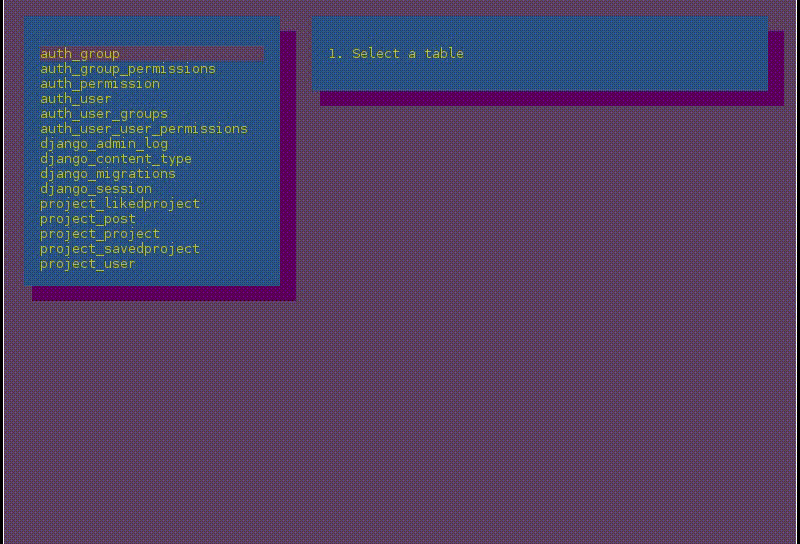 auth_group
auth_group_permissions
auth_permission
auth_user
auth_user_groups
auth_user_user_permissions
django_admin_log
django_content_type
django_migrations
django_session
project_likedproject
project_post
project_project
project_savedproject
project_user
1. Select a table